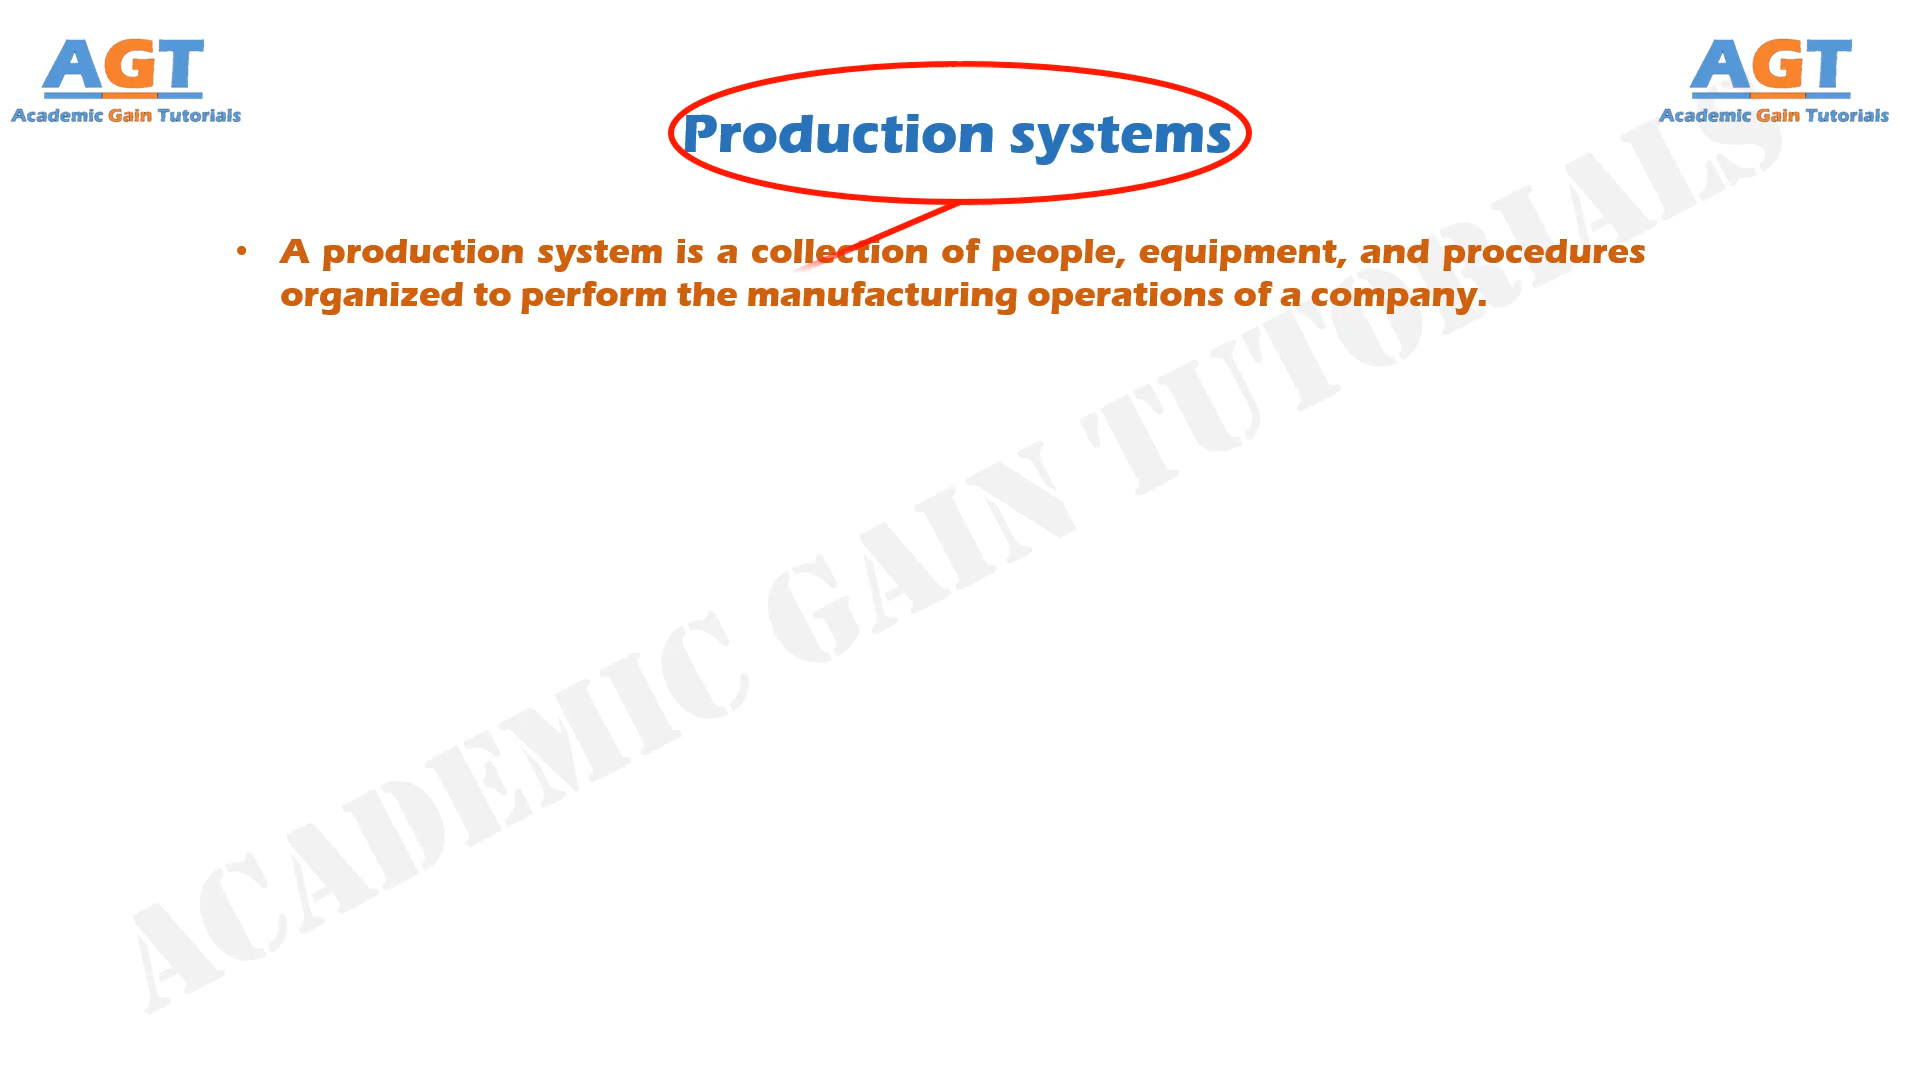 AGT
Academic Gain Tutorials
AGT
Academic Gain Tutorials
Production systems
• A production system is a collection of people, equipment, and procedures
organized to perform the manufacturing operations of a company.
ACADEMIC GAIN TUTORIALS